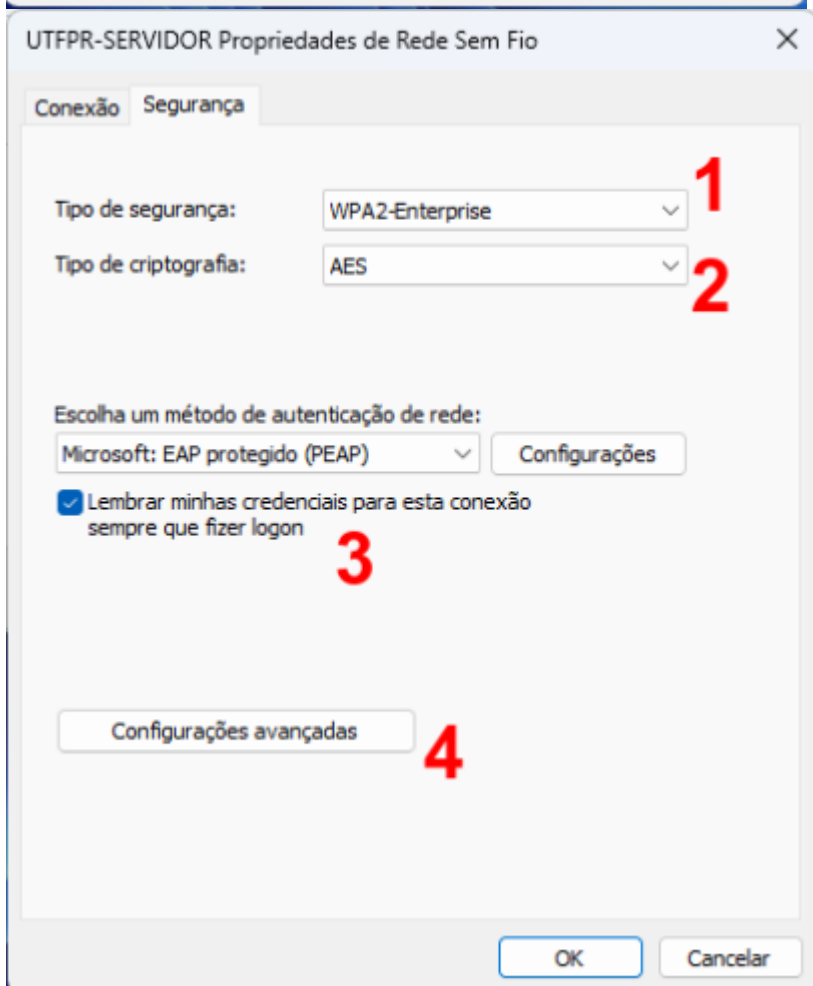 UTFPR-SERVIDOR Propriedades de Rede Sem Fio
Conexão Segurança
Tipo de segurança: WPA2-Enterprise 1
Tipo de criptografia: AES 2
Escolha um método de autenticação de rede:
Microsoft: EAP protegido (PEAP) Configurações
Lembrar minhas credenciais para esta conexão
sempre que fizer logon
3
Configurações avançadas 4
OK Cancelar